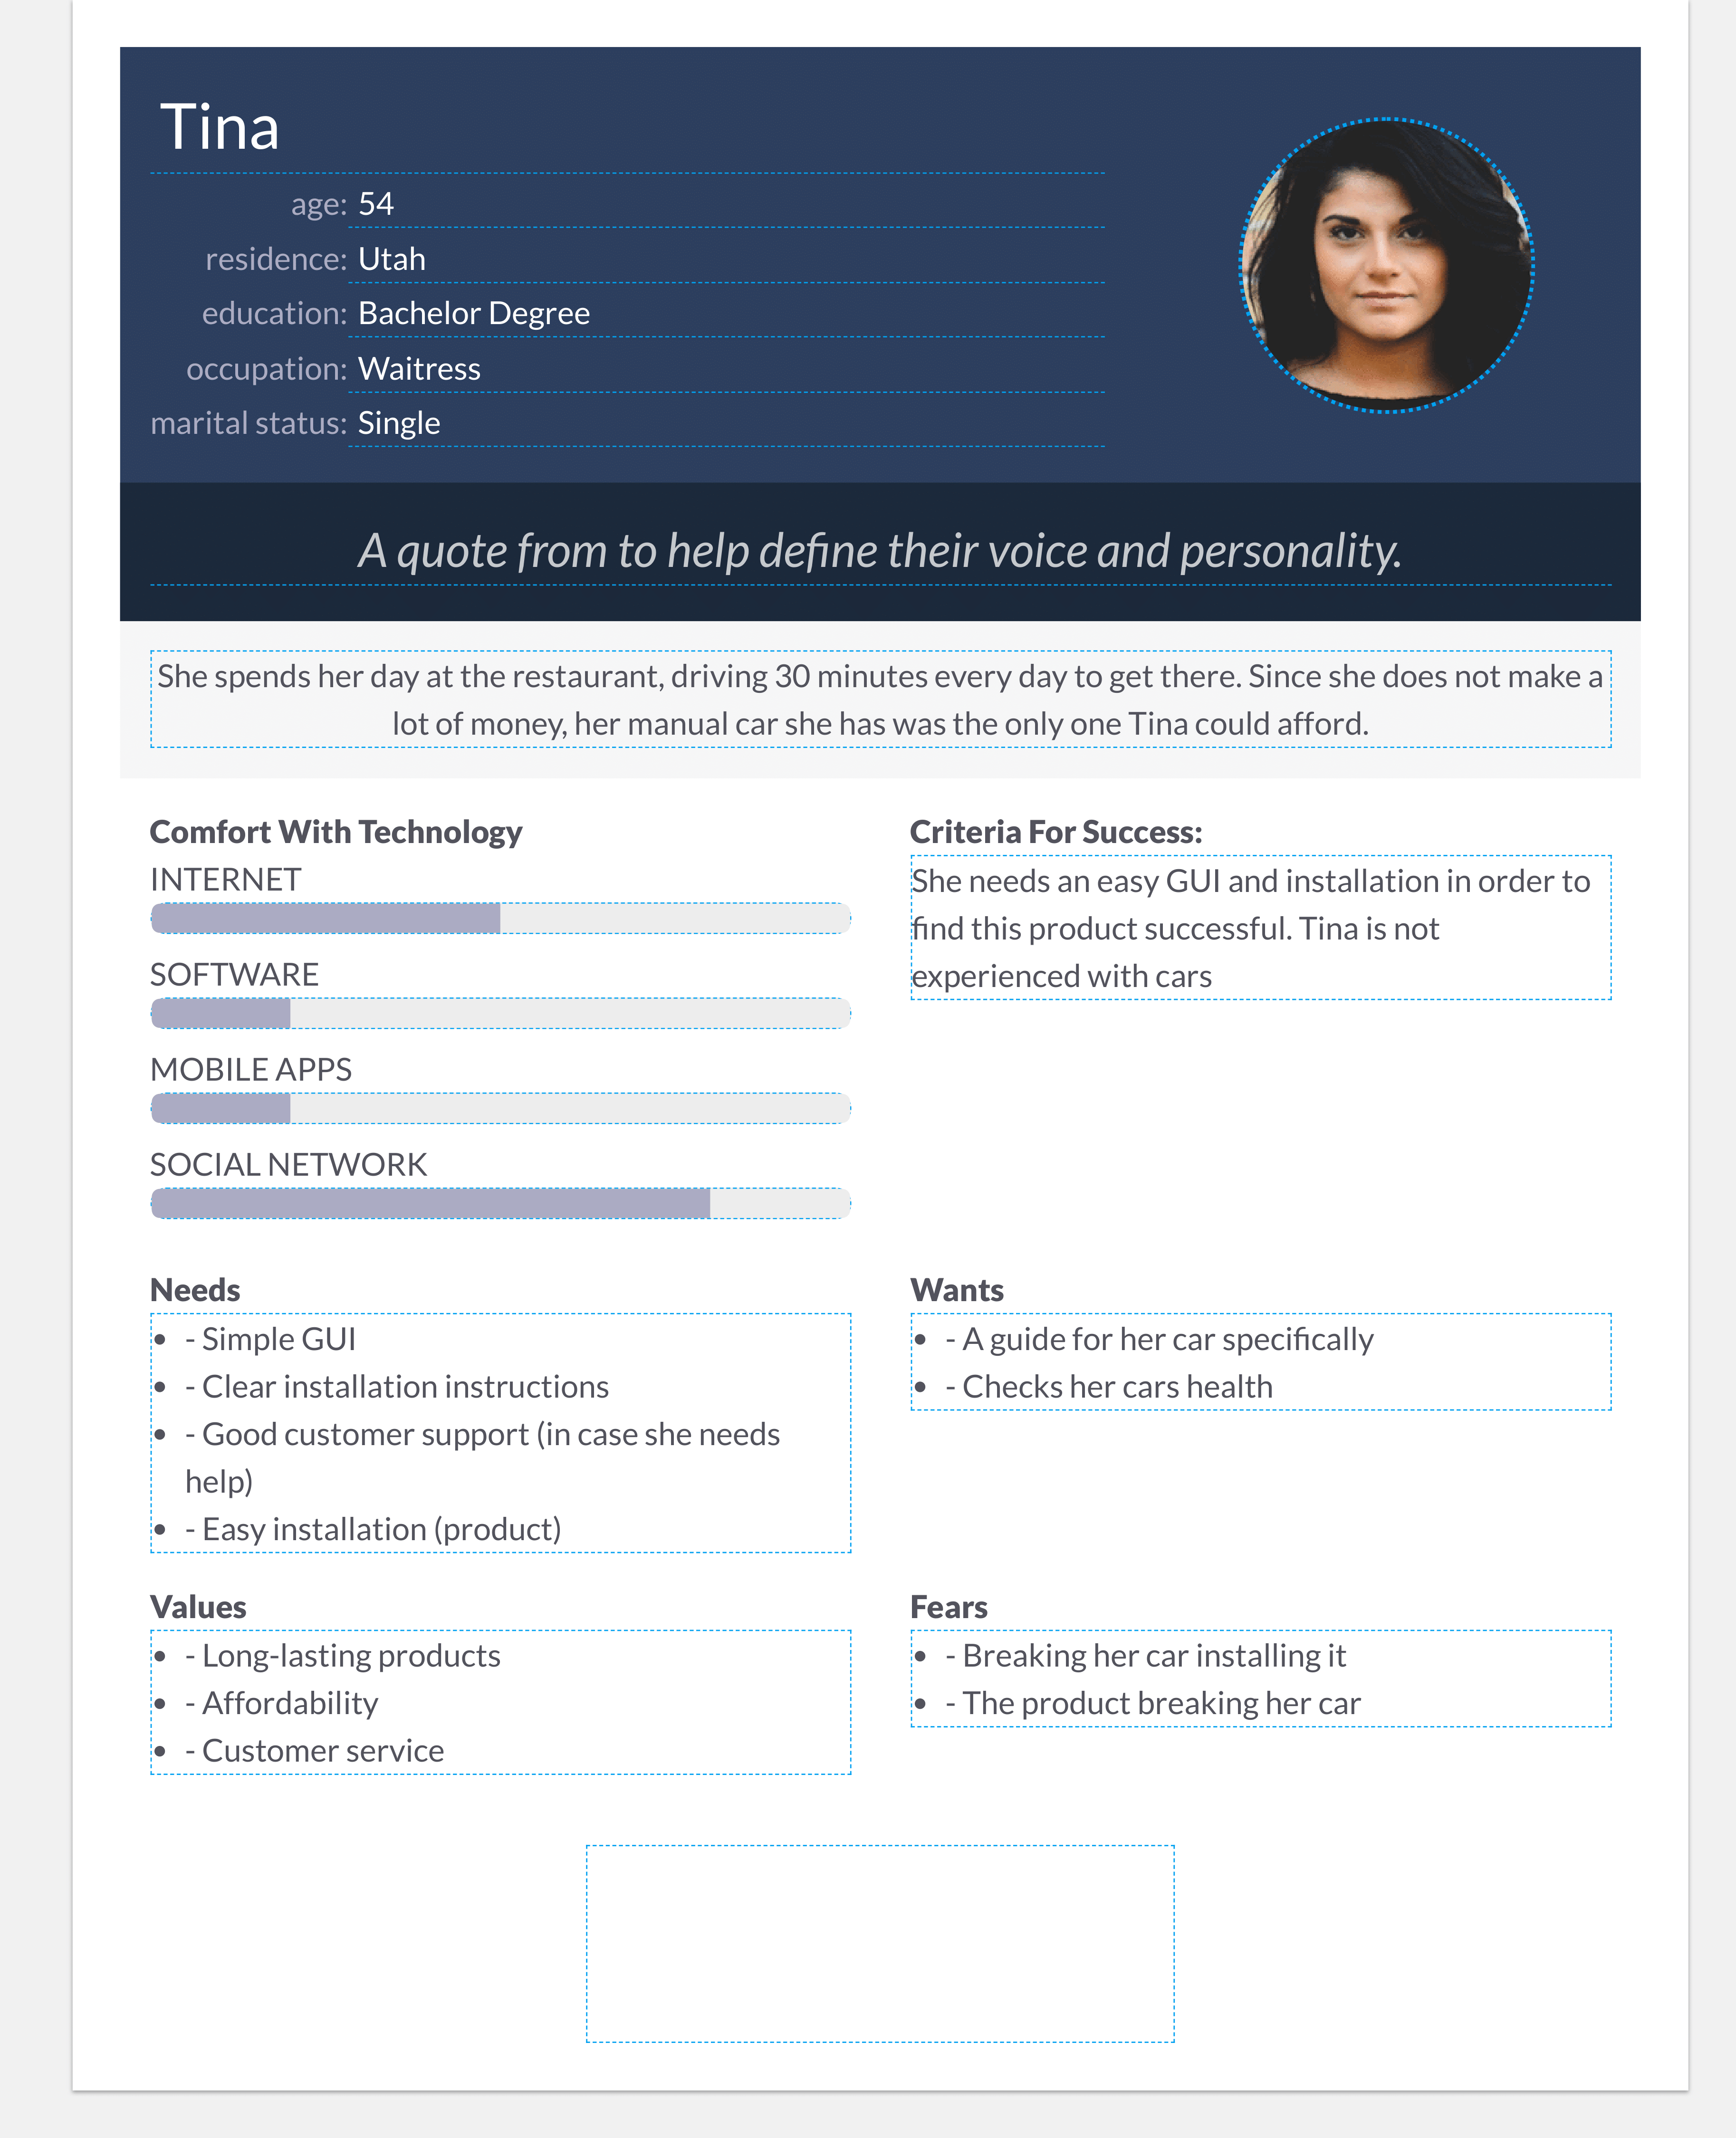 Tina
age: 54
residence: Utah
education: Bachelor Degree
occupation: Waitress
marital status: Single
A quote from to help define their voice and personality.
She spends her day at the restaurant, driving 30 minutes every day to get there. Since she does not make a
lot of money, her manual car she has was the only one Tina could afford.
Comfort With Technology
INTERNET
SOFTWARE
MOBILE APPS
SOCIAL NETWORK
Criteria For Success:
She needs an easy GUI and installation in order to
find this product successful. Tina is not
experienced with cars
Needs
• - Simple GUI
• - Clear installation instructions
• - Good customer support (in case she needs
help)
• - Easy installation (product)
Wants
• - A guide for her car specifically
• - Checks her cars health
Values
• - Long-lasting products
• - Affordability
• - Customer service
Fears
• - Breaking her car installing it
• - The product breaking her car